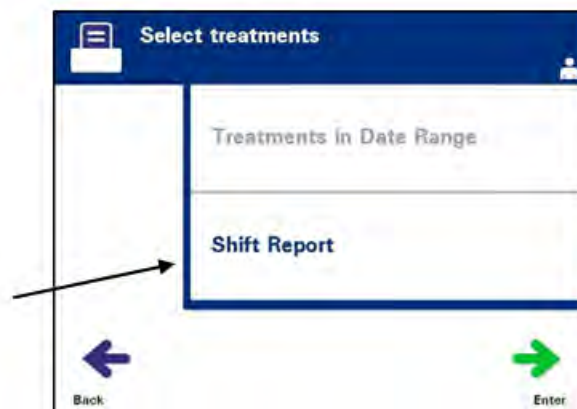 Select treatments
Treatments in Date Range
Shift Report
Back
Enter